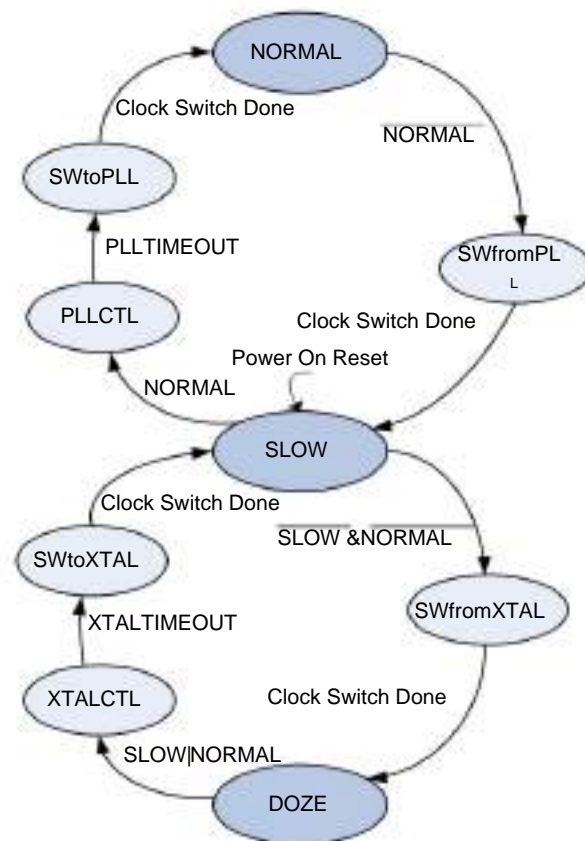 NORMAL
Clock Switch Done
NORMAL
SWtoPLL
PLLTIMEOUT
SWfromPL
L
PLLCTL
Clock Switch Done
Power On Reset
NORMAL
SLOW
Clock Switch Done
SLOW &NORMAL
SWtoXTAL
SWfromXTAL
XTALTIMEOUT
XTALCTL
Clock Switch Done
SLOW|NORMAL
DOZE